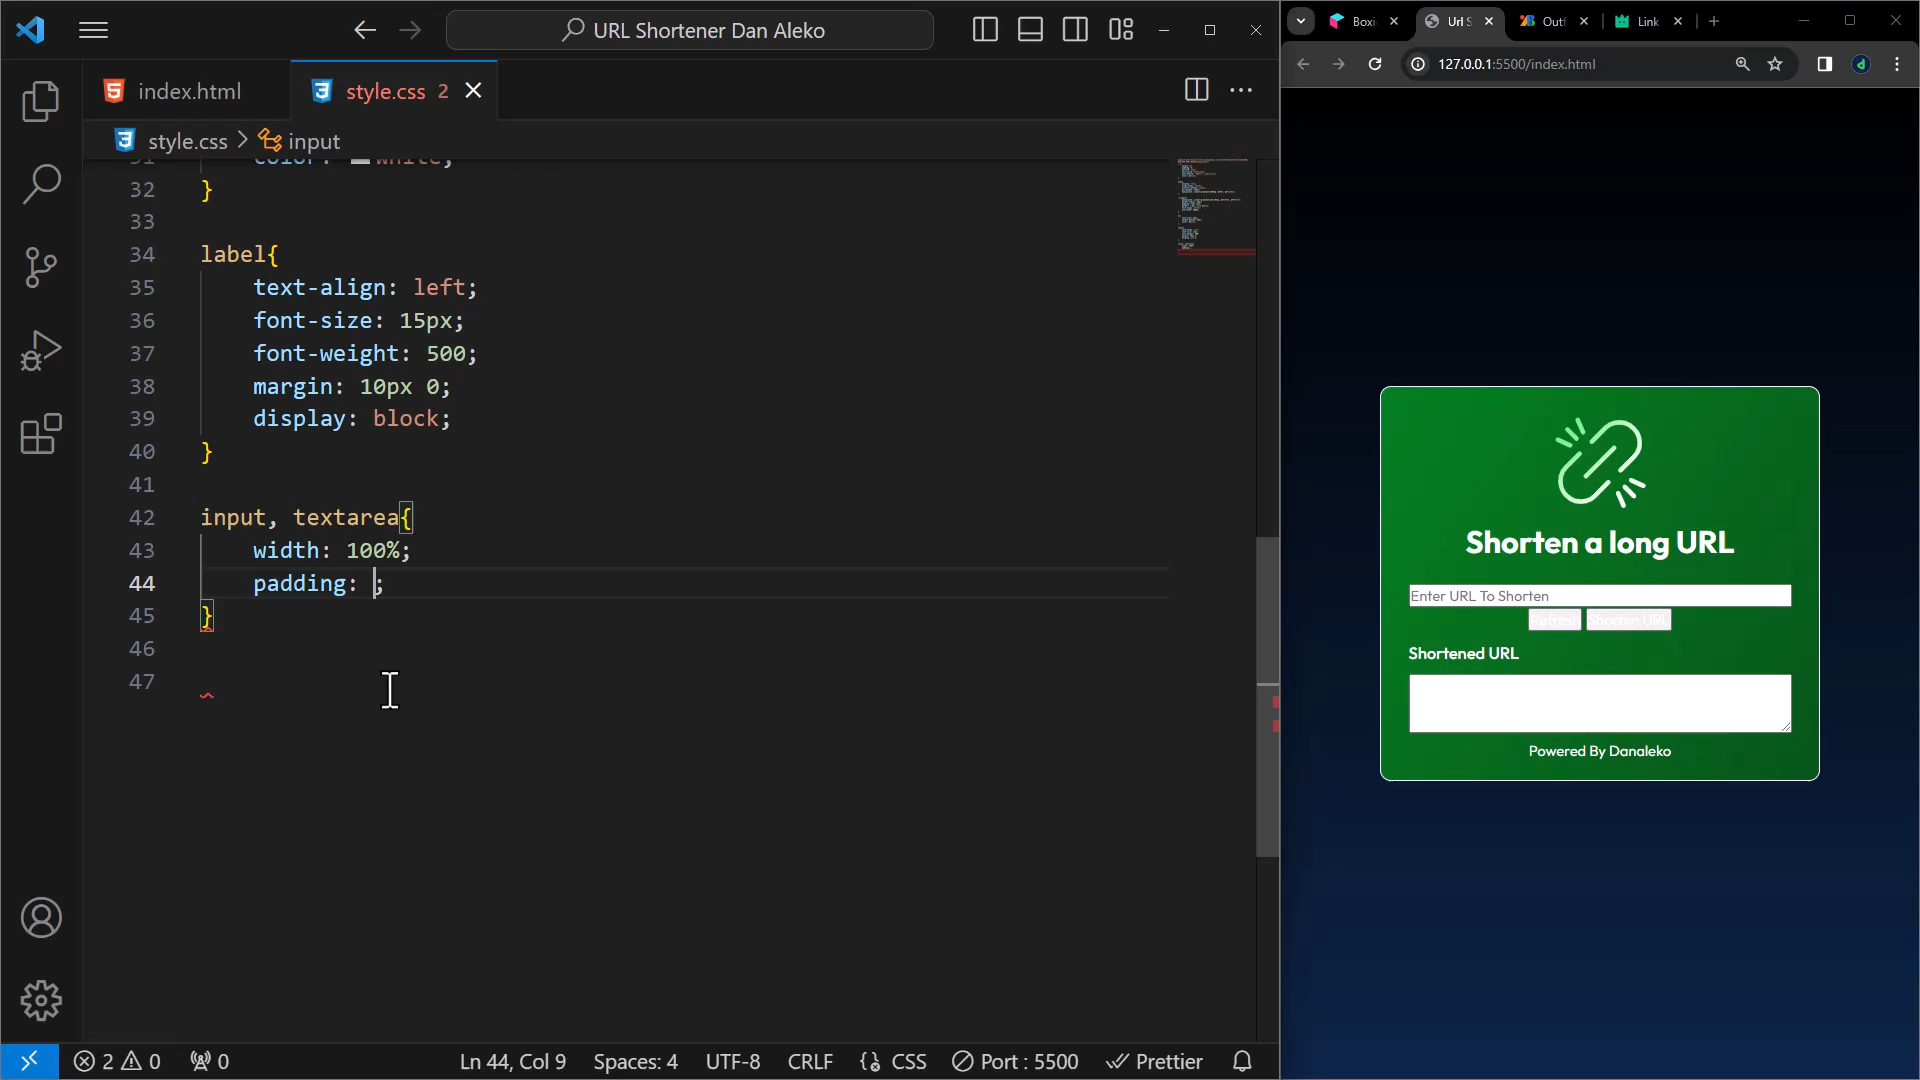 URL Shortener Dan Aleko
index.html
style.css 2
style.css > input
31 color: white;
32 }
33
34 label{
35 text-align: left;
36 font-size: 15px;
37 font-weight: 500;
38 margin: 10px 0;
39 display: block;
40 }
41
42 input, textarea{
43 width: 100%;
44 padding: ;
45 }
46
47
2 0 0
Ln 44, Col 9
Spaces: 4
UTF-8
CRLF
CSS
Port : 5500
Prettier
Boxi
Url S
Outf
Link
127.0.0.1:5500/index.html
d
Shorten a long URL
Enter URL To Shorten
Refresh Shorten URL
Shortened URL
Powered By Danaleko